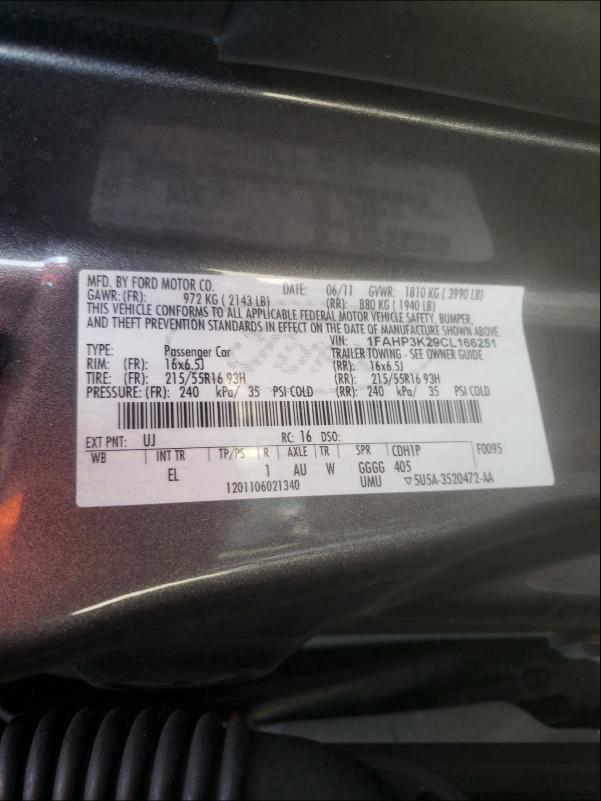 MFD. BY FORD MOTOR CO. DATE: 06/11 GVWR: 1810 KG ( 3990 LB)
GAWR: (FR): 972 KG ( 2143 LB) (RR): 880 KG ( 1940 LB)
THIS VEHICLE CONFORMS TO ALL APPLICABLE FEDERAL MOTOR VEHICLE SAFETY, BUMPER,
AND THEFT PREVENTION STANDARDS IN EFFECT ON THE DATE OF MANUFACTURE SHOWN ABOVE.
VIN: 1FAHP3K29CL166251
TYPE: Passenger Car TRAILER TOWING - SEE OWNER GUIDE
RIM: (FR): 16x6.5J (RR): 16x6.5J
TIRE: (FR): 215/55R16 93H (RR): 215/55R16 93H
PRESSURE: (FR): 240 kPa/ 35 PSI COLD (RR): 240 kPa/ 35 PSI COLD
EXT PNT: UJ RC: 16 DSO: F0095
WB INT TR TP/PS R AXLE TR SPR CDH1P
EL 1 AU W GGGG 405
1201106021340 UMU ▽5U5A-3520472-AA